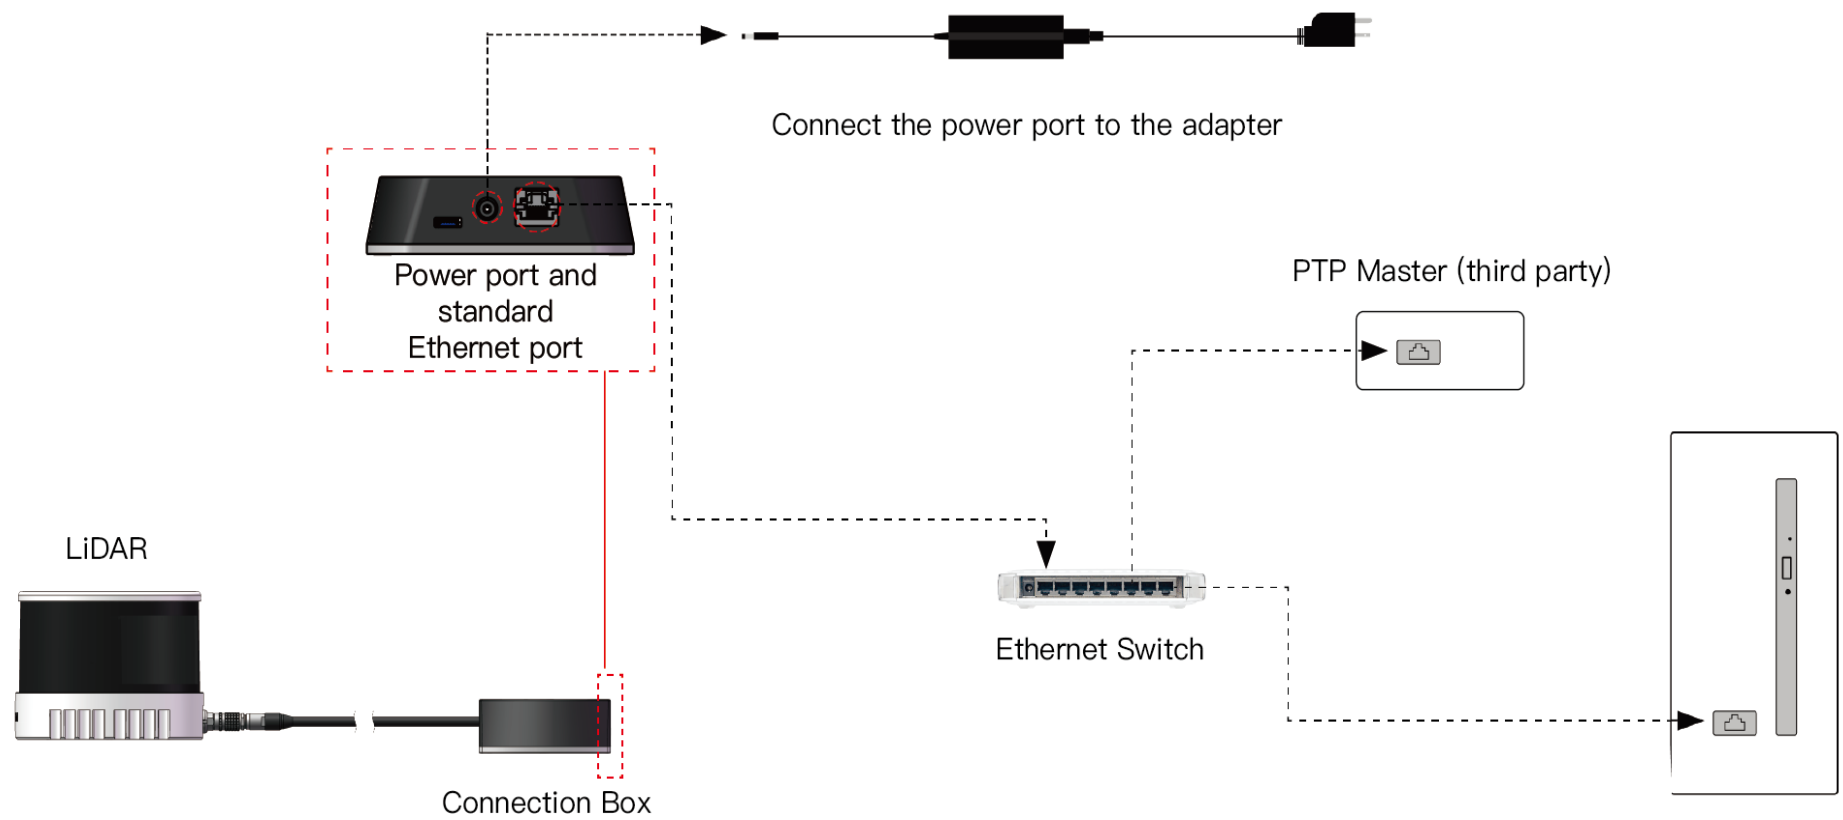 Connect the power port to the adapter
Power port and
standard
Ethernet port
PTP Master (third party)
LiDAR
Ethernet Switch
Connection Box